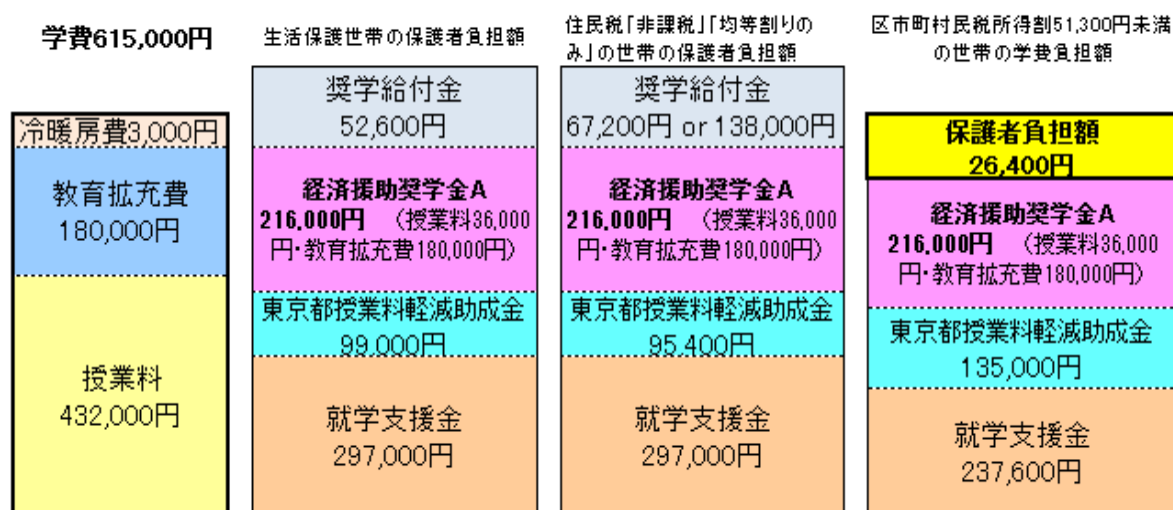 学費615,000円
冷暖房費3,000円
教育拡充費
180,000円
授業料
432,000円
生活保護世帯の保護者負担額
奨学給付金
52,600円
経済援助奨学金A
216,000円 (授業料36,000
円・教育拡充費180,000円)
東京都授業料軽減助成金
99,000円
就学支援金
297,000円
住民税「非課税」「均等割りの
み」の世帯の保護者負担額
奨学給付金
67,200円 or 138,000円
経済援助奨学金A
216,000円 (授業料36,000
円・教育拡充費180,000円)
東京都授業料軽減助成金
95,400円
就学支援金
297,000円
区市町村民税所得割51,300円未満
の世帯の学費負担額
保護者負担額
26,400円
経済援助奨学金A
216,000円 (授業料36,000
円・教育拡充費180,000円)
東京都授業料軽減助成金
135,000円
就学支援金
237,600円